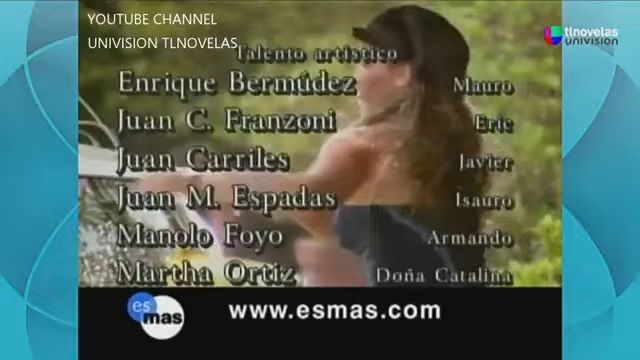 YOUTUBE CHANNEL
UNIVISION TLNOVELAS
tlnovelas
UNIVISION
Talento artístico
Enrique Bermúdez Mauro
Juan C. Franzoni Eric
Juan Carriles Javier
Juan M. Espadas Isauro
Manolo Foyo Armando
Martha Ortiz Doña Catalina
es
mas
www.esmas.com